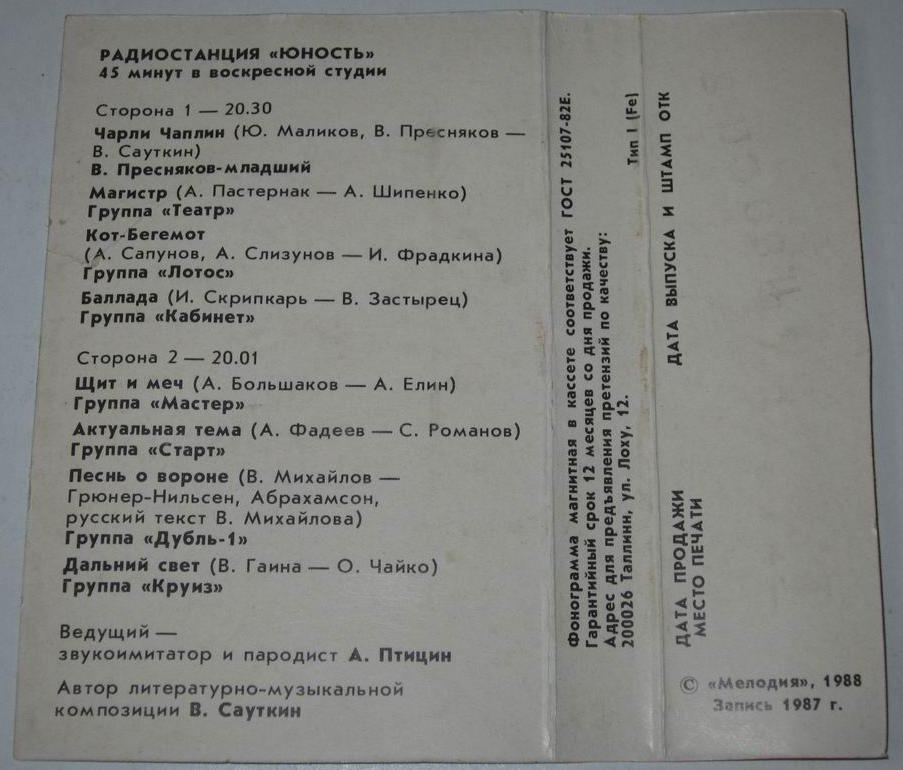 РАДИОСТАНЦИЯ «ЮНОСТЬ»
45 минут в воскресной студии
Сторона 1 — 20.30
Чарли Чаплин (Ю. Маликов, В. Пресняков —
В. Сауткин)
В. Пресняков-младший
Магистр (А. Пастернак — А. Шипенко)
Группа «Театр»
Кот-Бегемот
(А. Сапунов, А. Слизунов — И. Фрадкина)
Группа «Лотос»
Баллада (И. Скрипкарь — В. Застырец)
Группа «Кабинет»
Сторона 2 — 20.01
Щит и меч (А. Большаков — А. Елин)
Группа «Мастер»
Актуальная тема (А. Фадеев — С. Романов)
Группа «Старт»
Песнь о вороне (В. Михайлов —
Грюнер-Нильсен, Абрахамсон,
русский текст В. Михайлова)
Группа «Дубль-1»
Дальний свет (В. Гаина — О. Чайко)
Группа «Круиз»
Ведущий —
звукоимитатор и пародист А. Птицин
Автор литературно-музыкальной
композиции В. Сауткин
Фонограмма магнитная в кассете соответствует ГОСТ 25107-82Е.
Гарантийный срок 12 месяцев со дня продажи.
Адрес для предъявления претензий по качеству:
200026 Таллинн, ул. Лоху, 12.
Тип I (Fe)
ДАТА ВЫПУСКА И ШТАМП ОТК
ДАТА ПРОДАЖИ
МЕСТО ПЕЧАТИ
© «Мелодия», 1988
Запись 1987 г.